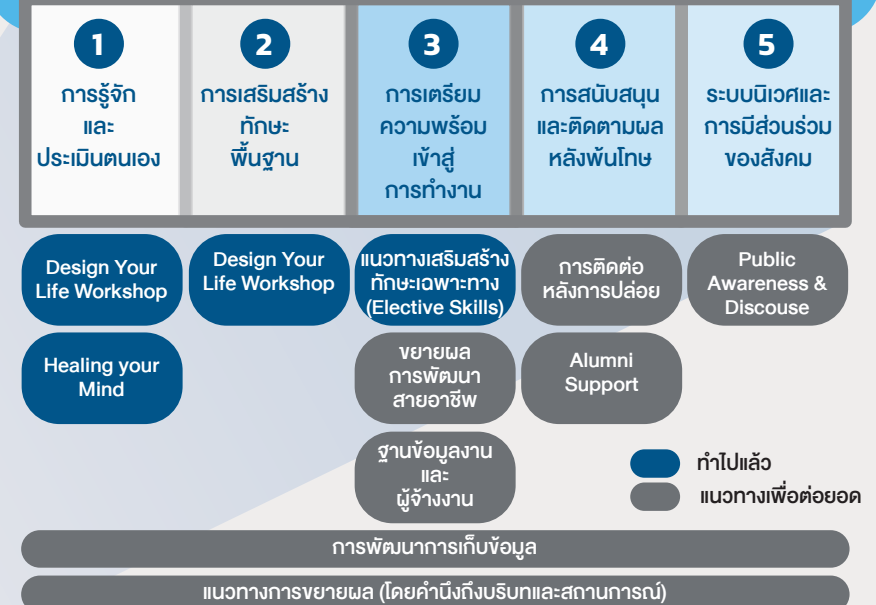 1
การรู้จัก
และ
ประเมินตนเอง
2
การเสริมสร้าง
ทักษะ
พื้นฐาน
3
การเตรียม
ความพร้อม
เข้าสู่
การทำงาน
4
การสนับสนุน
และติดตามผล
หลังพ้นโทษ
5
ระบบนิเวศและ
การมีส่วนร่วม
ของสังคม
Design Your
Life Workshop
Design Your
Life Workshop
แนวทางเสริมสร้าง
ทักษะเฉพาะทาง
(Elective Skills)
การติดต่อ
หลังการปล่อย
Public
Awareness &
Discouse
Healing your
Mind
ขยายผล
การพัฒนา
สายอาชีพ
Alumni
Support
ฐานข้อมูลงาน
และ
ผู้จ้างงาน
ทำไปแล้ว
แนวทางเพื่อต่อยอด
การพัฒนาการเก็บข้อมูล
แนวทางการขยายผล (โดยคำนึงถึงบริบทและสถานการณ์)